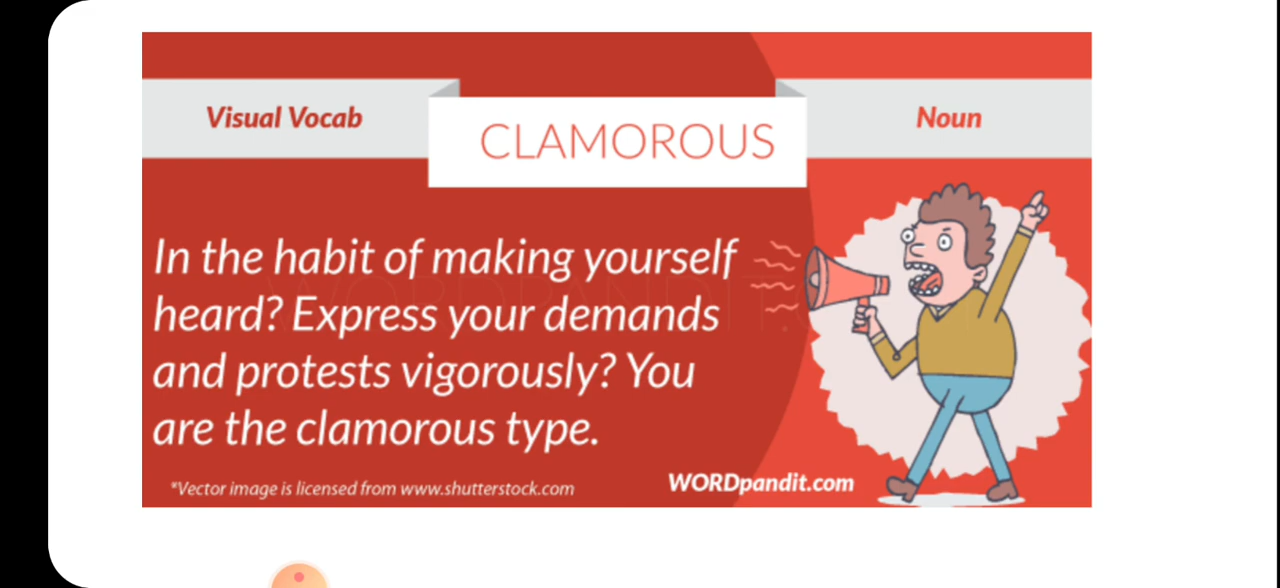 Visual Vocab
CLAMOROUS
Noun
In the habit of making yourself
heard? Express your demands
and protests vigorously? You
are the clamorous type.
*Vector image is licensed from www.shutterstock.com
WORDpandit.com